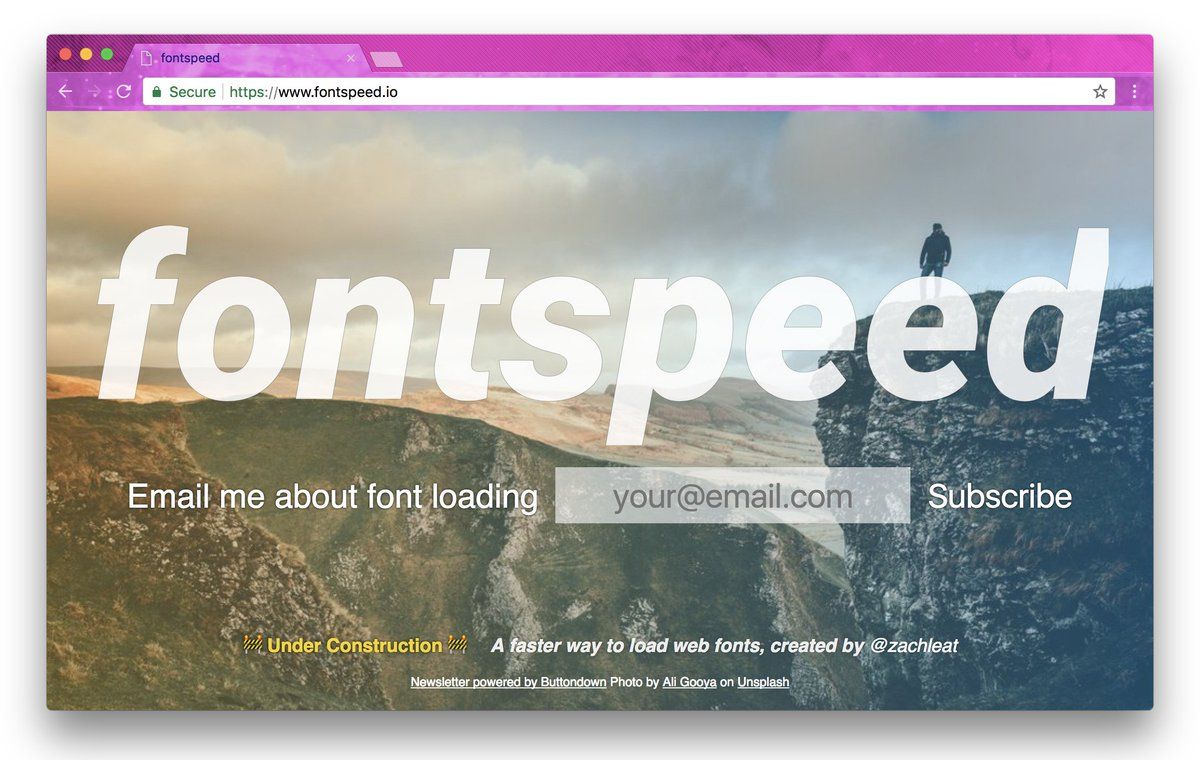 fontspeed
Secure https://www.fontspeed.io
fontspeed
Email me about font loading your@email.com Subscribe
🚧 Under Construction 🚧 A faster way to load web fonts, created by @zachleat
Newsletter powered by Buttondown Photo by Ali Gooya on Unsplash